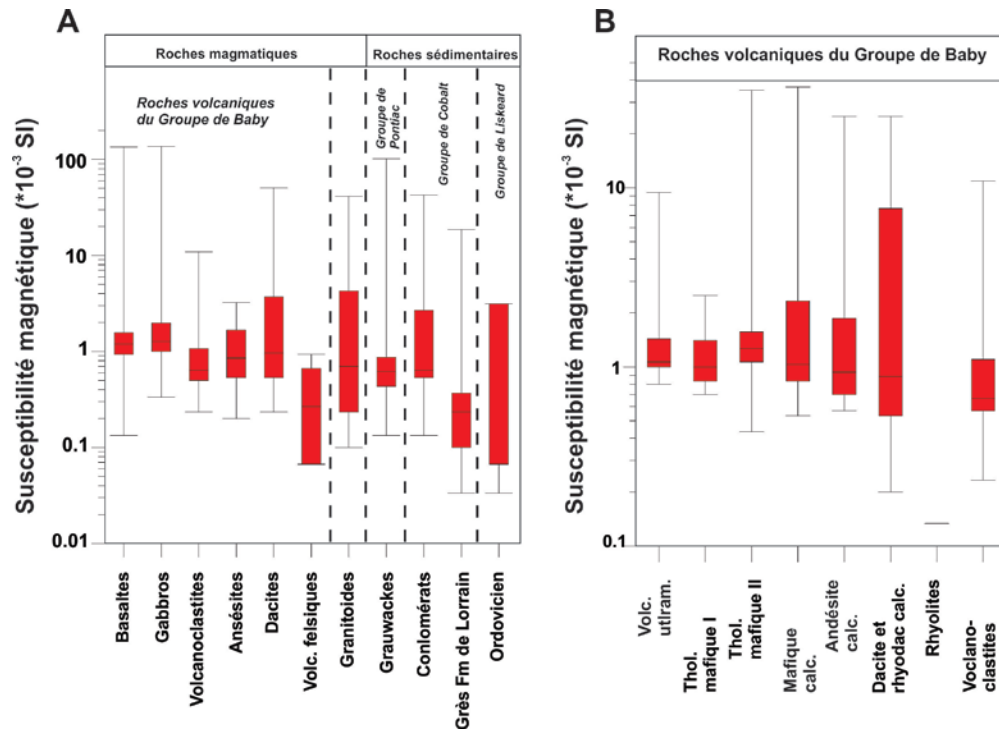 A
Roches magmatiques
Roches sédimentaires
Roches volcaniques
du Groupe de Baby
Groupe de
Pontiac
Groupe de Cobalt
Groupe de Liskeard
Susceptibilité magnétique (*10⁻³ SI)
100
10
1
0.1
0.01
Basaltes
Gabbros
Volcanoclastites
Ansésites
Dacites
Volc. felsiques
Granitoides
Grauwackes
Conlomérats
Grès Fm de Lorrain
Ordovicien
B
Roches volcaniques du Groupe de Baby
Susceptibilité magnétique (*10⁻³ SI)
10
1
0.1
Volc.
utlram.
Thol.
mafique I
Thol.
mafique II
Mafique
calc.
Andésite
calc.
Dacite et
rhyodac calc.
Rhyolites
Voclano-
clastites